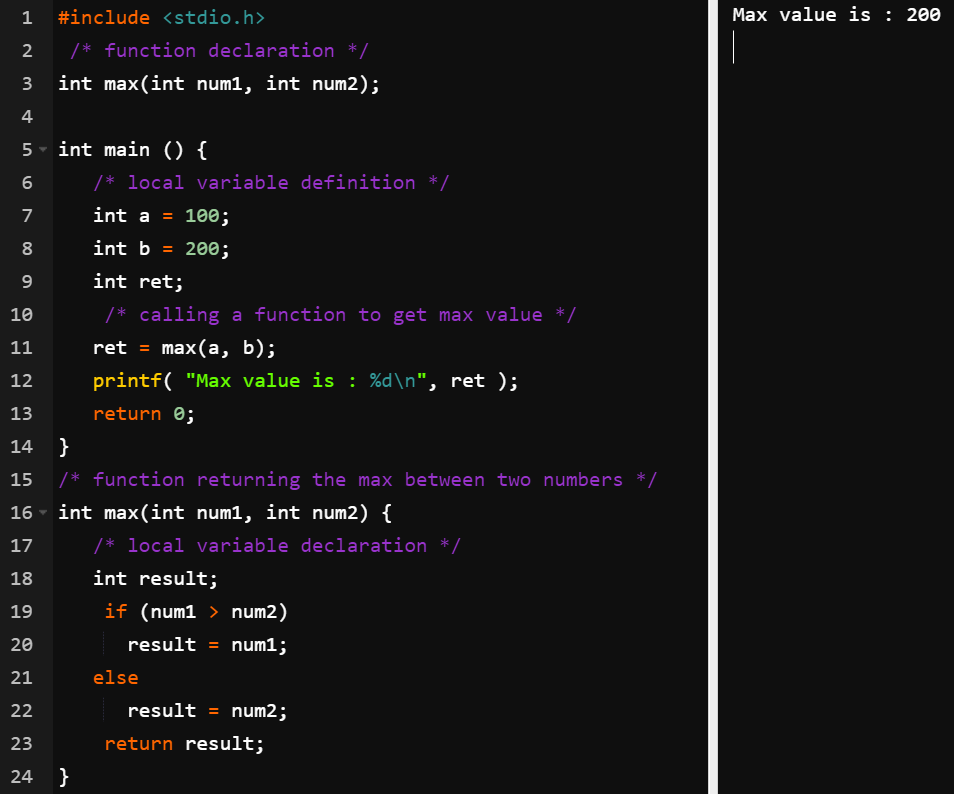 1 #include <stdio.h>
2  /* function declaration */
3 int max(int num1, int num2);
4
5 int main () {
6    /* local variable definition */
7    int a = 100;
8    int b = 200;
9    int ret;
10     /* calling a function to get max value */
11    ret = max(a, b);
12    printf( "Max value is : %d\n", ret );
13    return 0;
14 }
15 /* function returning the max between two numbers */
16 int max(int num1, int num2) {
17    /* local variable declaration */
18    int result;
19     if (num1 > num2)
20       result = num1;
21    else
22       result = num2;
23     return result;
24 }
Max value is : 200